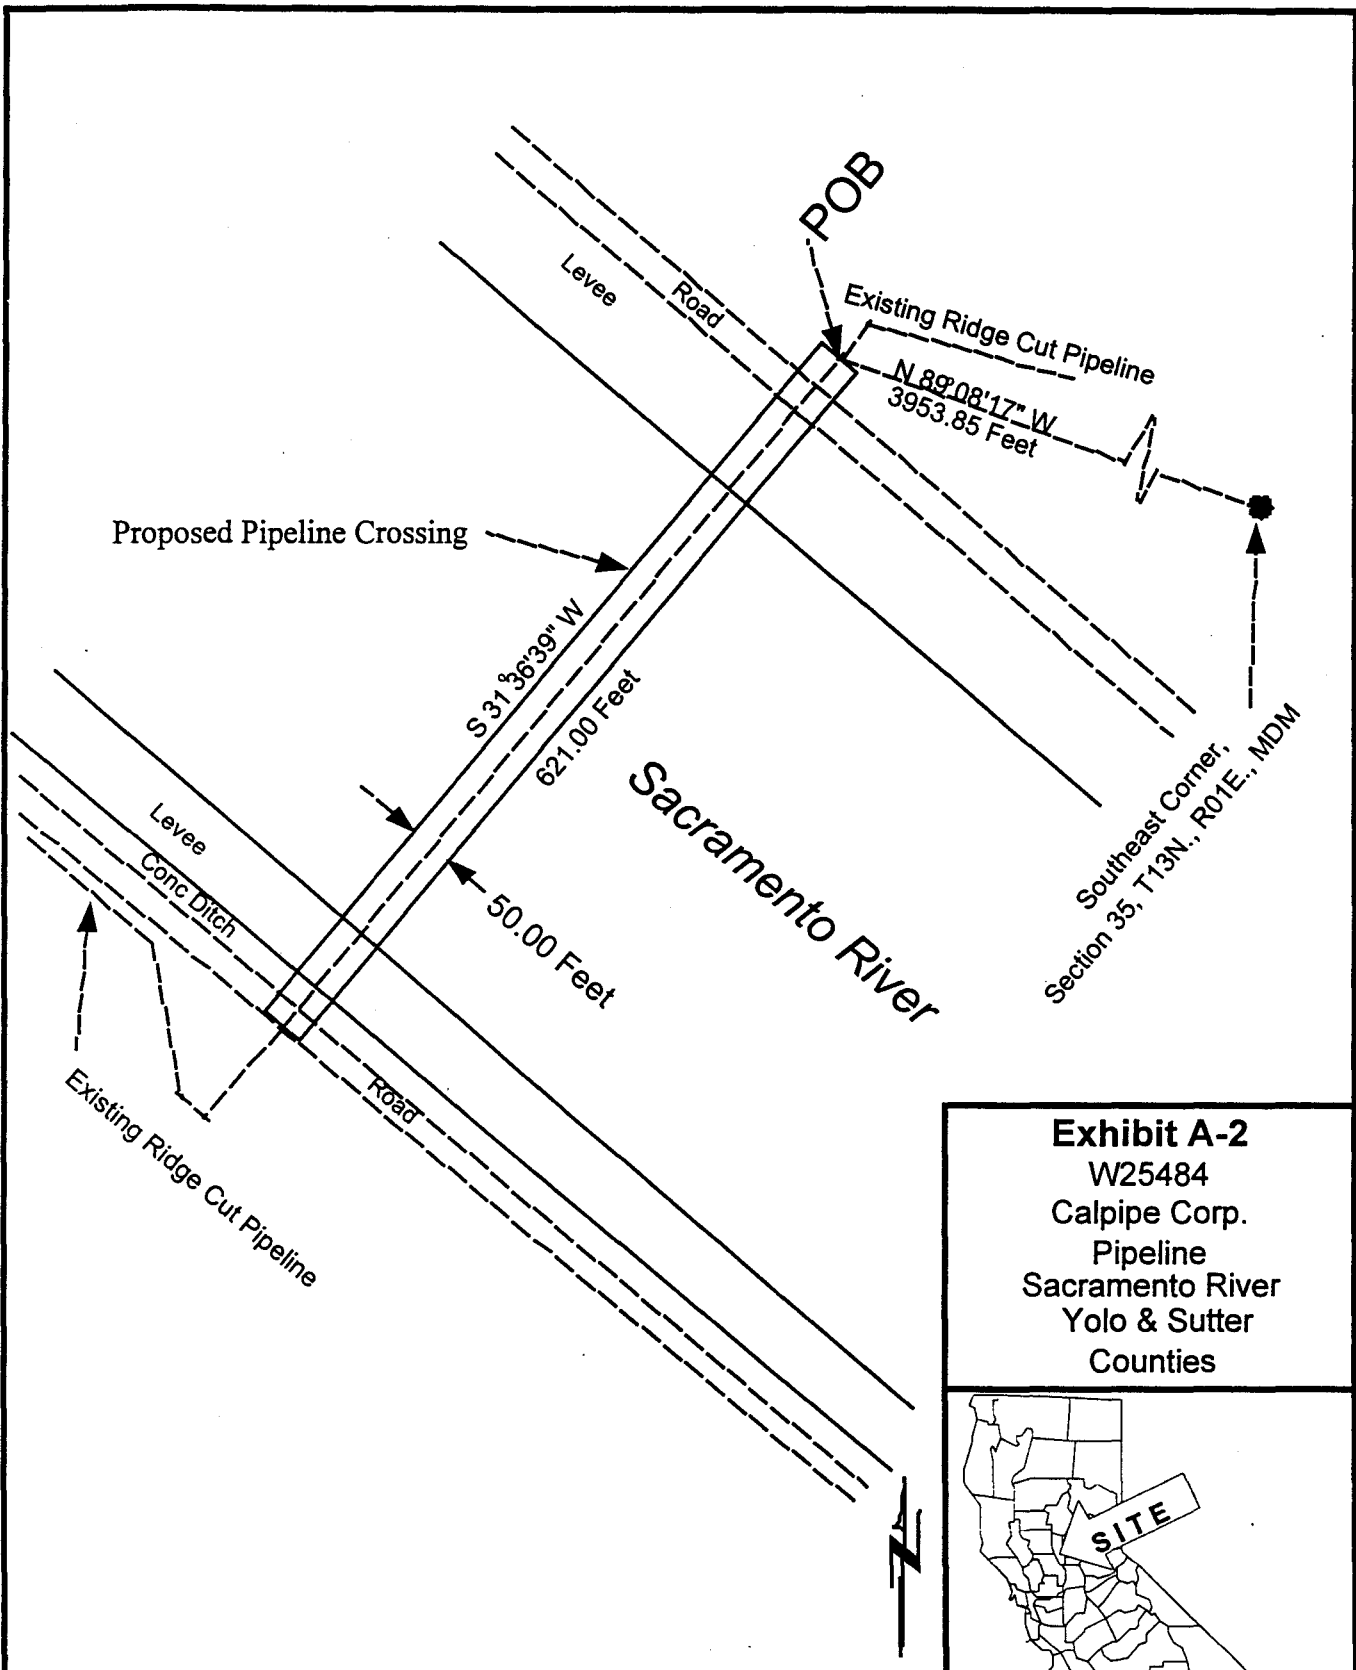 POB
Levee
Road
Existing Ridge Cut Pipeline
N 89°08'17" W
3953.85 Feet
Proposed Pipeline Crossing
S 31°36'39" W
621.00 Feet
Sacramento River
Southeast Corner,
Section 35, T13N., R01E., MDM
Levee
Conc Ditch
50.00 Feet
Road
Existing Ridge Cut Pipeline
Exhibit A-2
W25484
Calpipe Corp.
Pipeline
Sacramento River
Yolo & Sutter
Counties
SITE
N